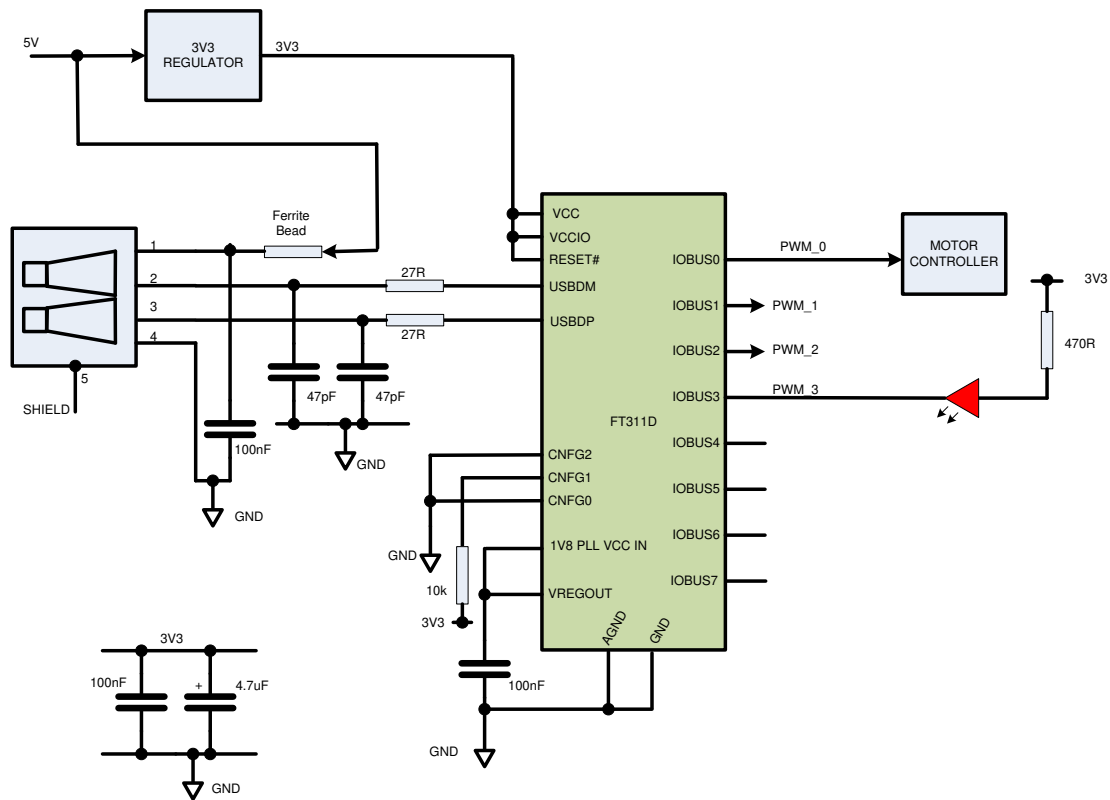 5V
3V3
REGULATOR
3V3
Ferrite
Bead
1
2
3
4
5
SHIELD
27R
27R
47pF
47pF
GND
100nF
GND
VCC
VCCIO
RESET#
USBDM
USBDP
FT311D
CNFG2
CNFG1
CNFG0
1V8 PLL VCC IN
VREGOUT
AGND
GND
IOBUS0
IOBUS1
IOBUS2
IOBUS3
IOBUS4
IOBUS5
IOBUS6
IOBUS7
PWM_0
PWM_1
PWM_2
PWM_3
MOTOR
CONTROLLER
3V3
470R
GND
10k
3V3
100nF
GND
3V3
100nF
+
4.7uF
GND